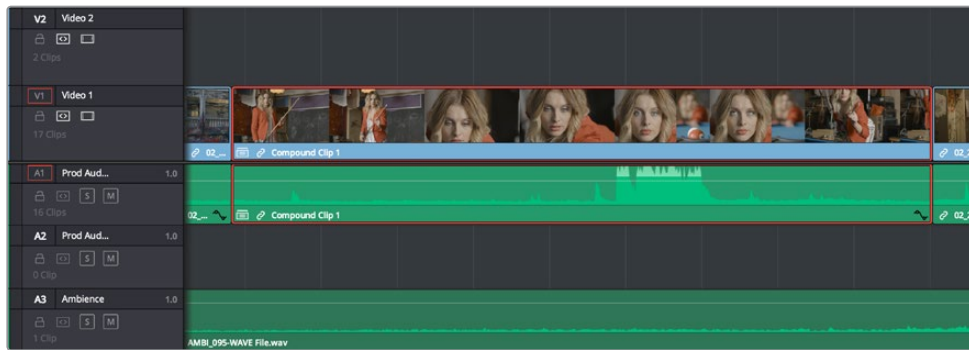 V2 Video 2
2 Clips
V1 Video 1
17 Clips
02_... Compound Clip 1 02_2
A1 Prod Aud... 1.0
S M
16 Clips
02_... Compound Clip 1 02_2
A2 Prod Aud... 1.0
S M
0 Clip
A3 Ambience 1.0
S M
1 Clip
AMBI_095-WAVE File.wav